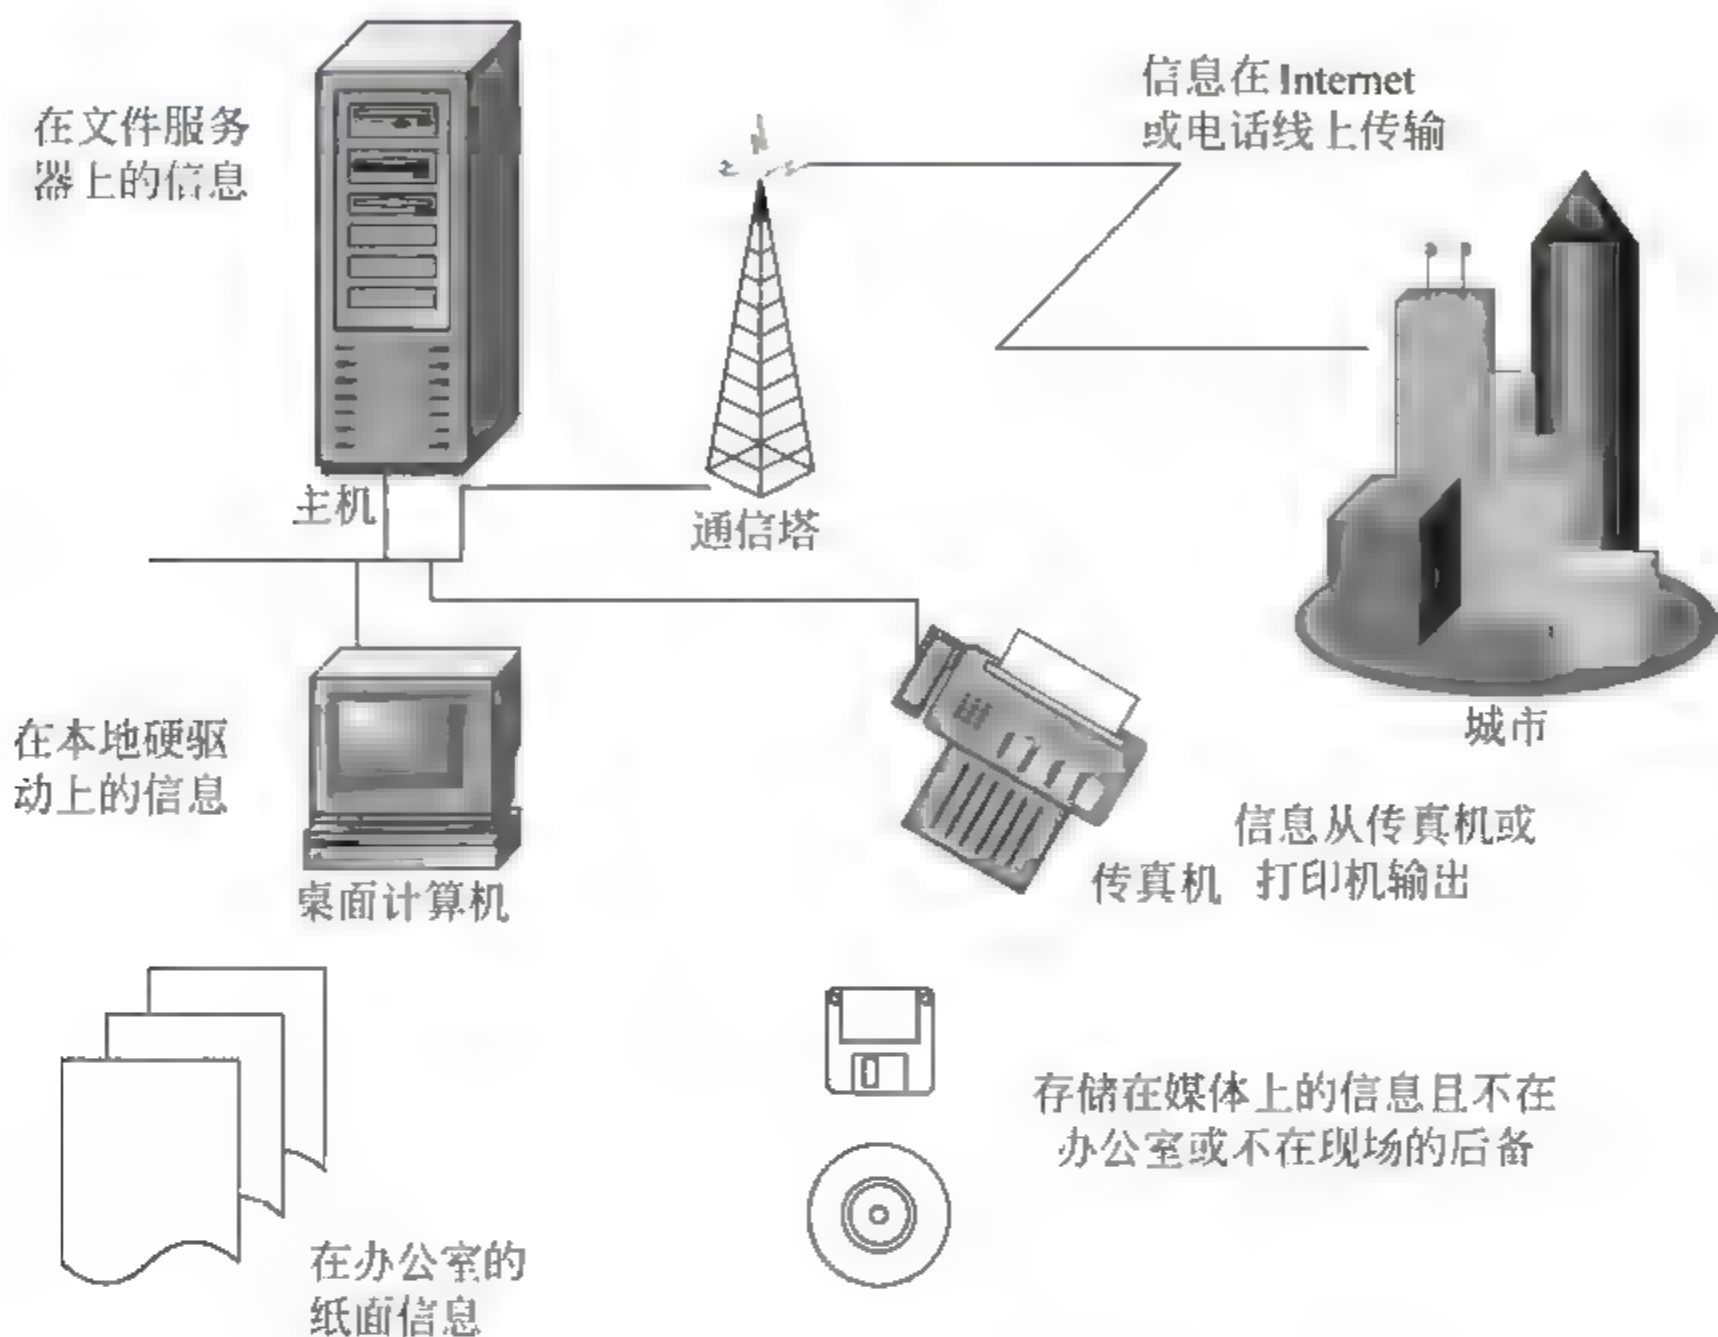 在文件服务
器上的信息
信息在 Internet
或电话线上传输
主机
通信塔
城市
在本地硬驱
动上的信息
桌面计算机
传真机
信息从传真机或
打印机输出
存储在媒体上的信息且不在
办公室或不在现场的后备
在办公室的
纸面信息